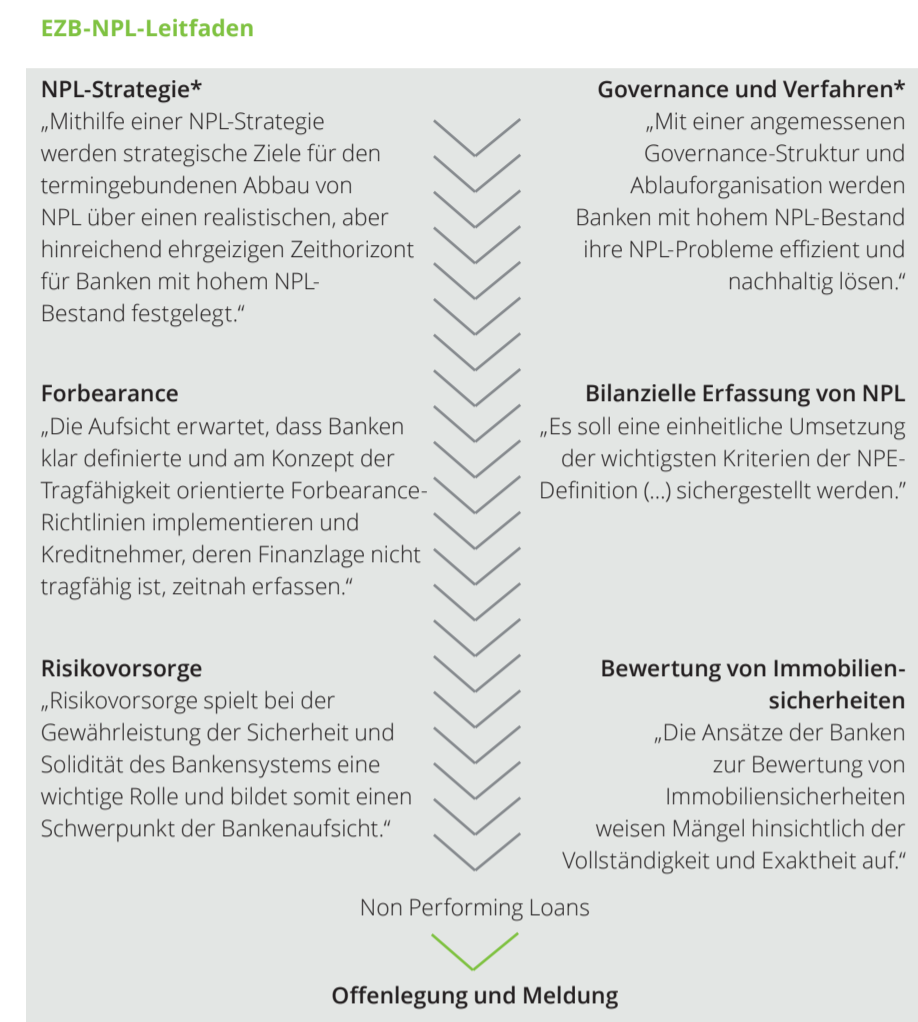 EZB-NPL-Leitfaden
NPL-Strategie*
„Mithilfe einer NPL-Strategie
werden strategische Ziele für den
termingebundenen Abbau von
NPL über einen realistischen, aber
hinreichend ehrgeizigen Zeithorizont
für Banken mit hohem NPL-
Bestand festgelegt.“
Governance und Verfahren*
„Mit einer angemessenen
Governance-Struktur und
Ablauforganisation werden
Banken mit hohem NPL-Bestand
ihre NPL-Probleme effizient und
nachhaltig lösen.“
Forbearance
„Die Aufsicht erwartet, dass Banken
klar definierte und am Konzept der
Tragfähigkeit orientierte Forbearance-
Richtlinien implementieren und
Kreditnehmer, deren Finanzlage nicht
tragfähig ist, zeitnah erfassen.“
Bilanzielle Erfassung von NPL
„Es soll eine einheitliche Umsetzung
der wichtigsten Kriterien der NPE-
Definition (...) sichergestellt werden.”
Risikovorsorge
„Risikovorsorge spielt bei der
Gewährleistung der Sicherheit und
Solidität des Bankensystems eine
wichtige Rolle und bildet somit einen
Schwerpunkt der Bankenaufsicht.“
Bewertung von Immobilien-
sicherheiten
„Die Ansätze der Banken
zur Bewertung von
Immobiliensicherheiten
weisen Mängel hinsichtlich der
Vollständigkeit und Exaktheit auf.“
Non Performing Loans
Offenlegung und Meldung